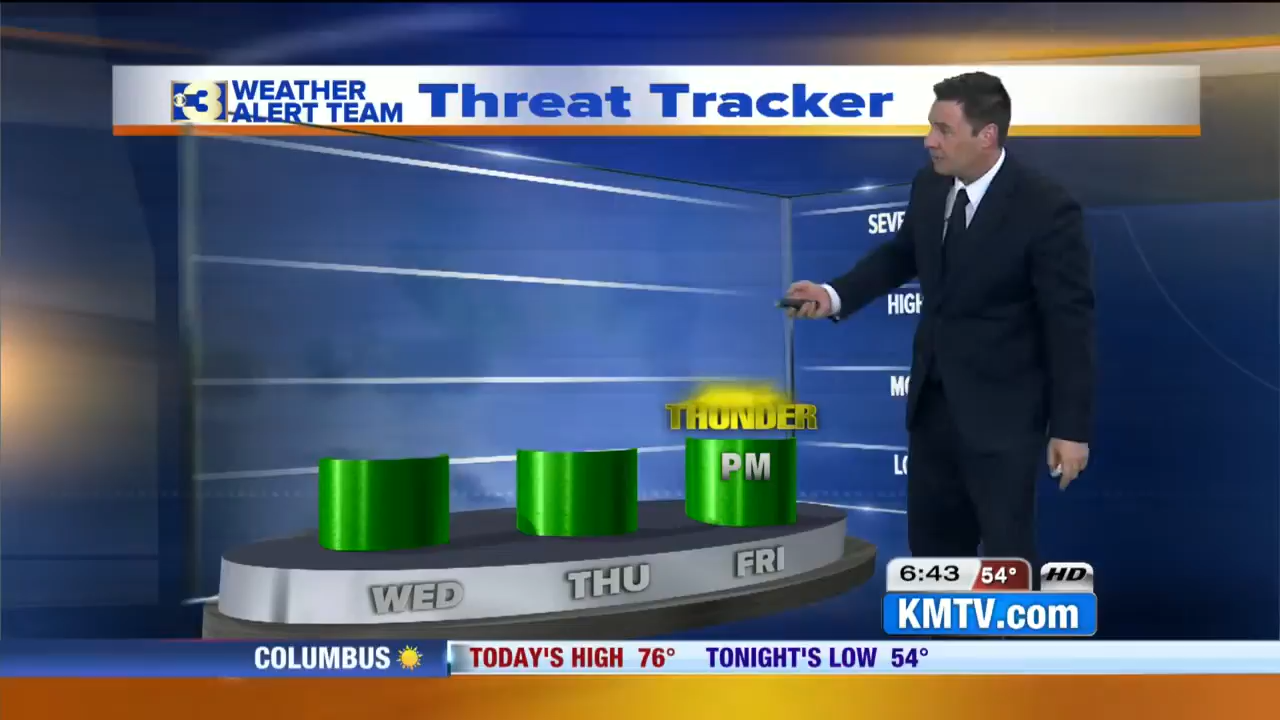 3 WEATHER
ALERT TEAM
Threat Tracker
THUNDER
PM
WED THU FRI
6:43 54° HD
KMTV.com
COLUMBUS TODAY'S HIGH 76° TONIGHT'S LOW 54°